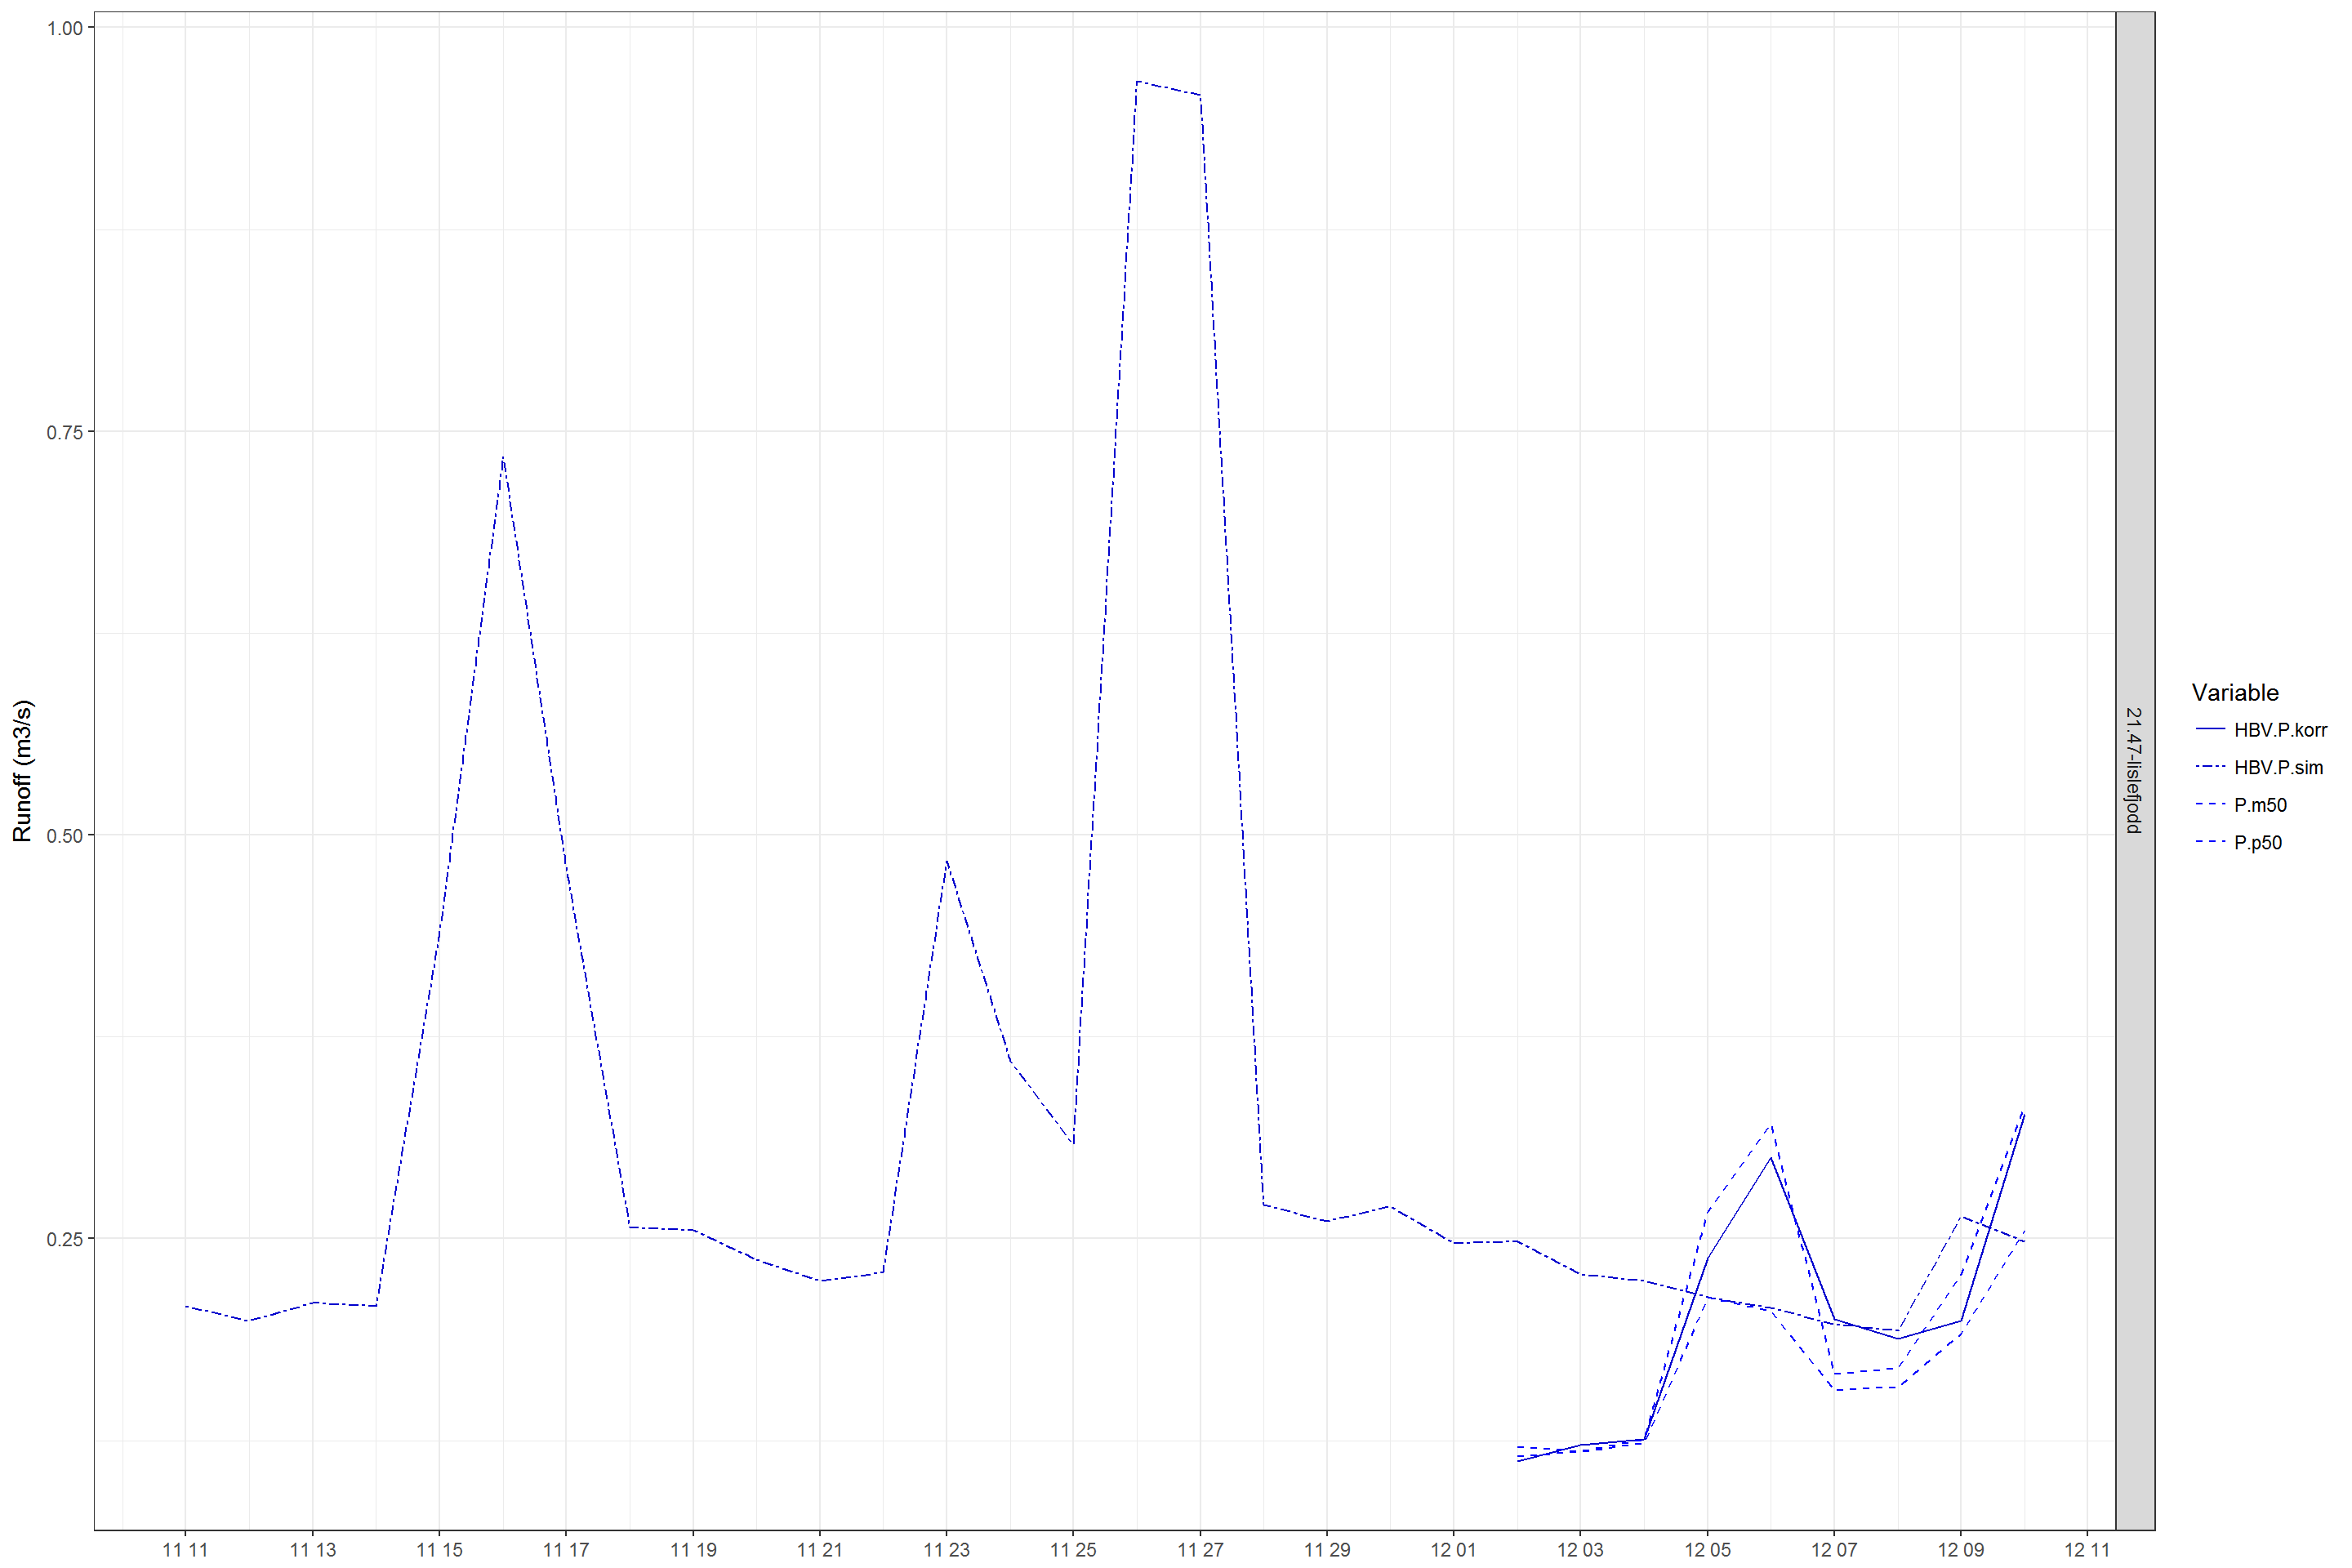 1.00
0.75
0.50
0.25
Runoff (m3/s)
11 11
11 13
11 15
11 17
11 19
11 21
11 23
11 25
11 27
11 29
12 01
12 03
12 05
12 07
12 09
12 11
21.47-lislefjodd
Variable
HBV.P.korr
HBV.P.sim
P.m50
P.p50